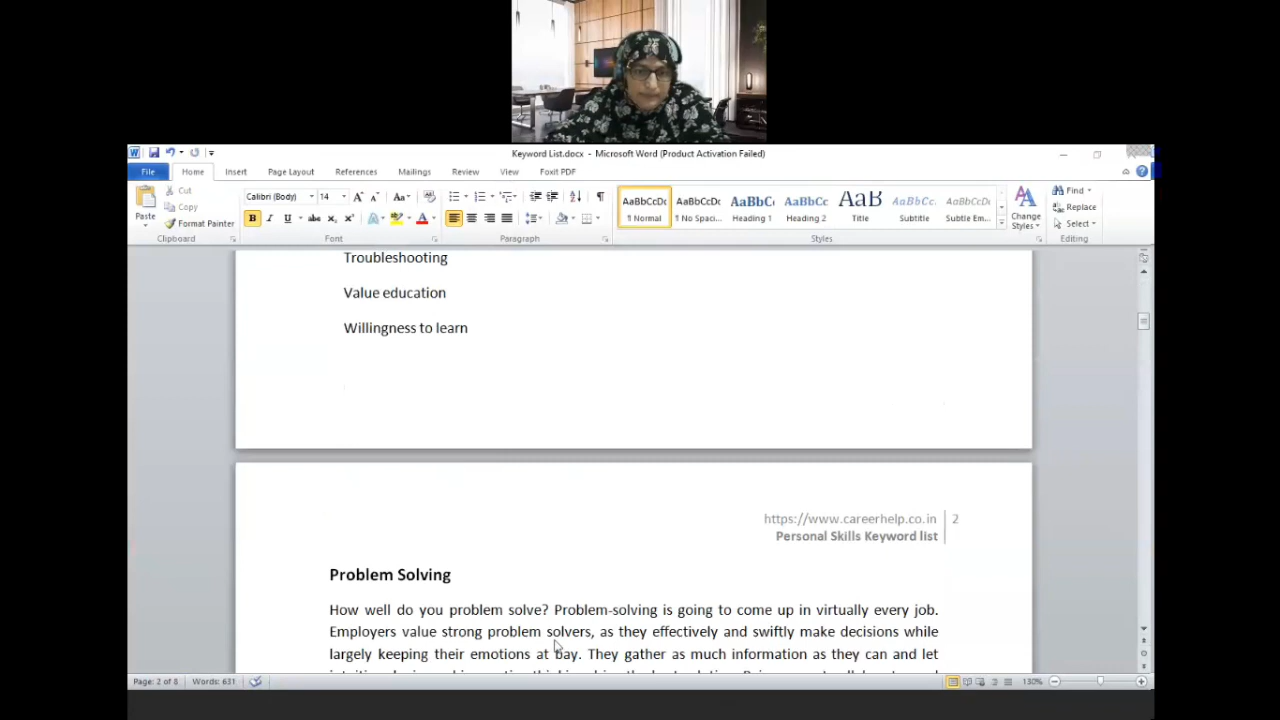 Keyword List.docx - Microsoft Word (Product Activation Failed)
File Home Insert Page Layout References Mailings Review View Foxit PDF
Paste Cut Copy Format Painter
Calibri (Body) 14
AaBbCcDc AaBbCcDc AaBbC AaBbCc AaB AaBbCc. AaBbCcDc
¶ Normal ¶ No Spaci... Heading 1 Heading 2 Title Subtitle Subtle Em...
Change Styles
Find Replace Select
Clipboard Font Paragraph Styles Editing
Troubleshooting
Value education
Willingness to learn
https://www.careerhelp.co.in 2
Personal Skills Keyword list
Problem Solving
How well do you problem solve? Problem-solving is going to come up in virtually every job.
Employers value strong problem solvers, as they effectively and swiftly make decisions while
largely keeping their emotions at bay. They gather as much information as they can and let
Page: 2 of 8 Words: 631 130%